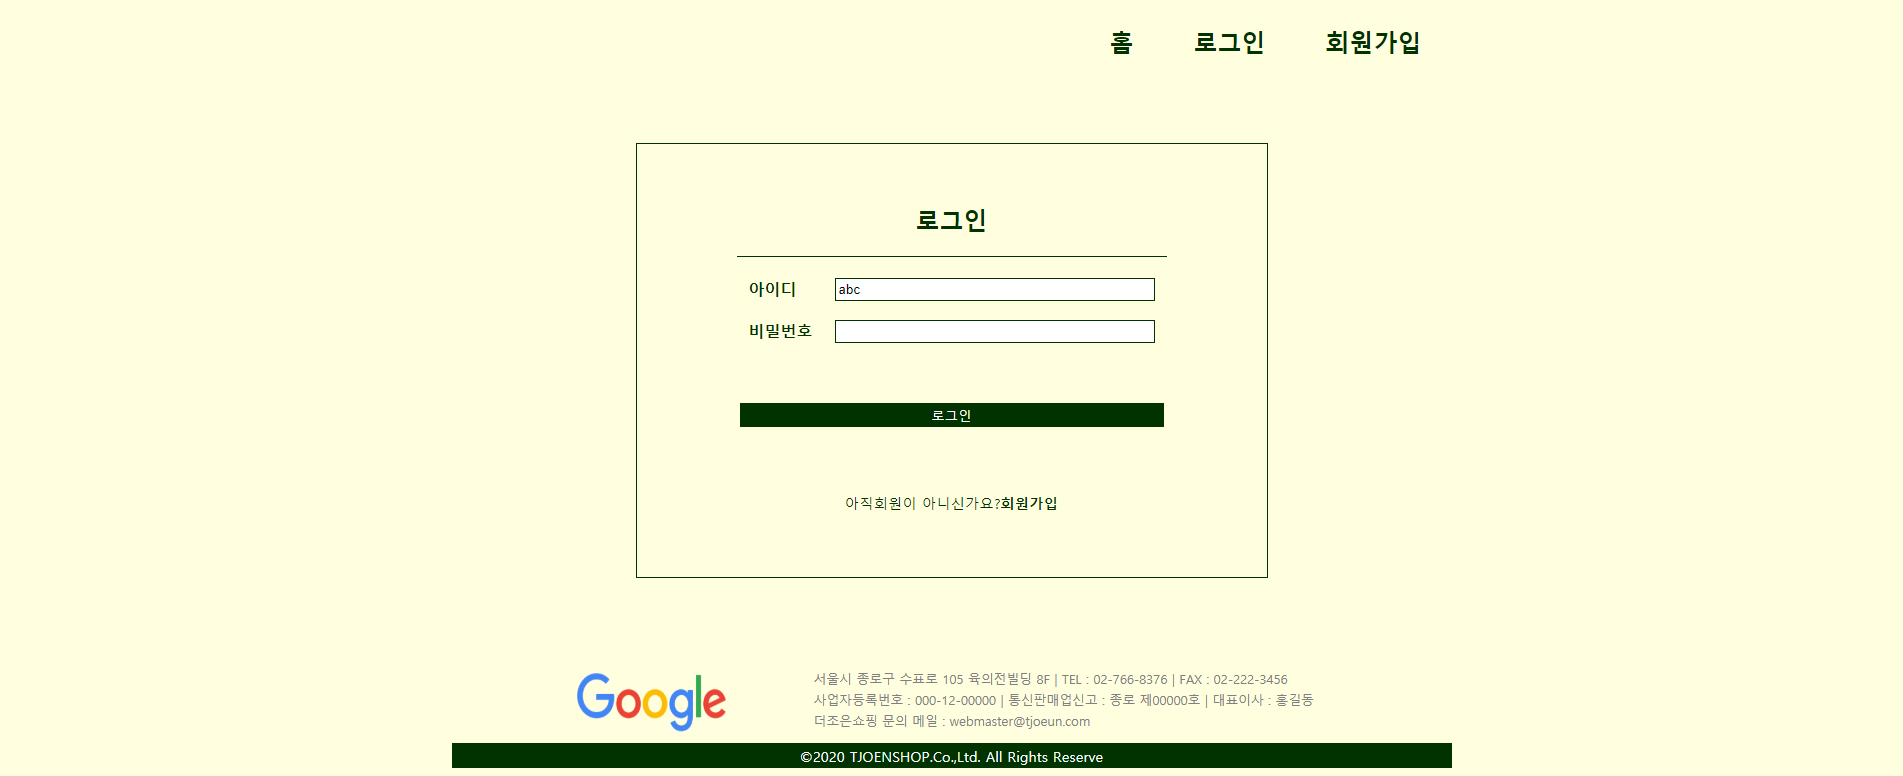 홈 로그인 회원가입
로그인
아이디 abc
비밀번호
로그인
아직회원이 아니신가요?회원가입
Google
서울시 종로구 수표로 105 육의전빌딩 8F | TEL : 02-766-8376 | FAX : 02-222-3456
사업자등록번호 : 000-12-00000 | 통신판매업신고 : 종로 제00000호 | 대표이사 : 홍길동
더조은쇼핑 문의 메일 : webmaster@tjoeun.com
©2020 TJOENSHOP.Co.,Ltd. All Rights Reserve